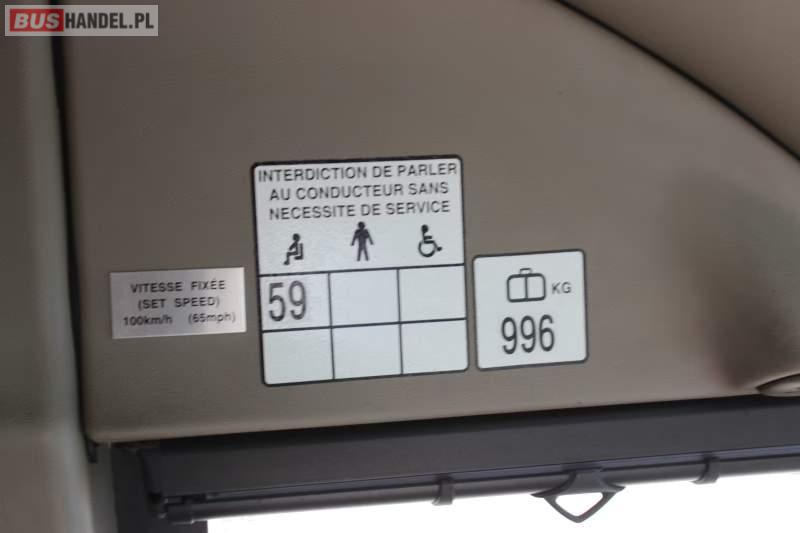 BUSHANDEL.PL
INTERDICTION DE PARLER
AU CONDUCTEUR SANS
NECESSITE DE SERVICE
59
VITESSE FIXÉE
(SET SPEED)
100km/h (65mph)
KG
996